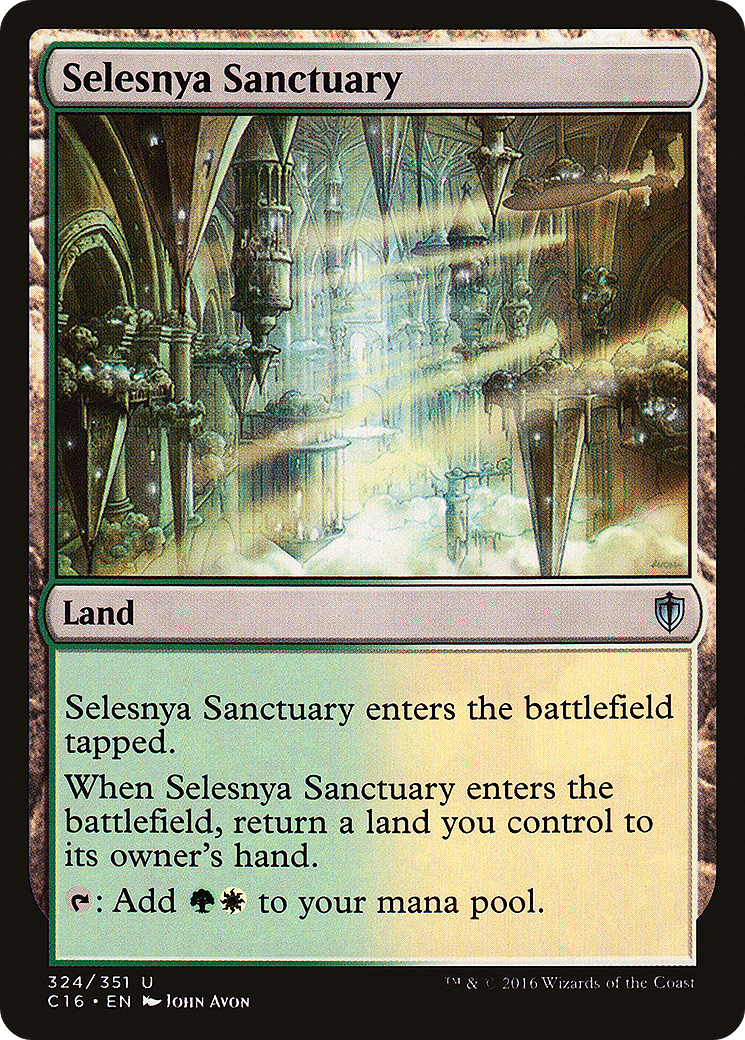 Selesnya Sanctuary
Land
Selesnya Sanctuary enters the battlefield
tapped.
When Selesnya Sanctuary enters the
battlefield, return a land you control to
its owner's hand.
: Add to your mana pool.
324/351 U
C16 • EN John Avon
™ & © 2016 Wizards of the Coast